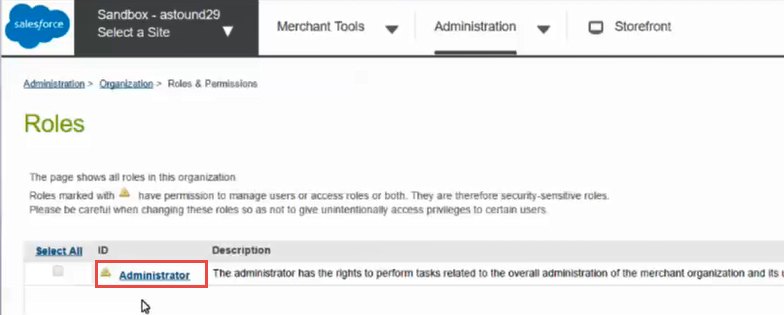 salesforce
Sandbox - astound29
Select a Site
Merchant Tools
Administration
Storefront
Administration > Organization > Roles & Permissions
Roles
The page shows all roles in this organization
Roles marked with have permission to manage users or access roles or both. They are therefore security-sensitive roles.
Please be careful when changing these roles so as not to give unintentionally access privileges to certain users.
Select All ID Description
Administrator The administrator has the rights to perform tasks related to the overall administration of the merchant organization and its